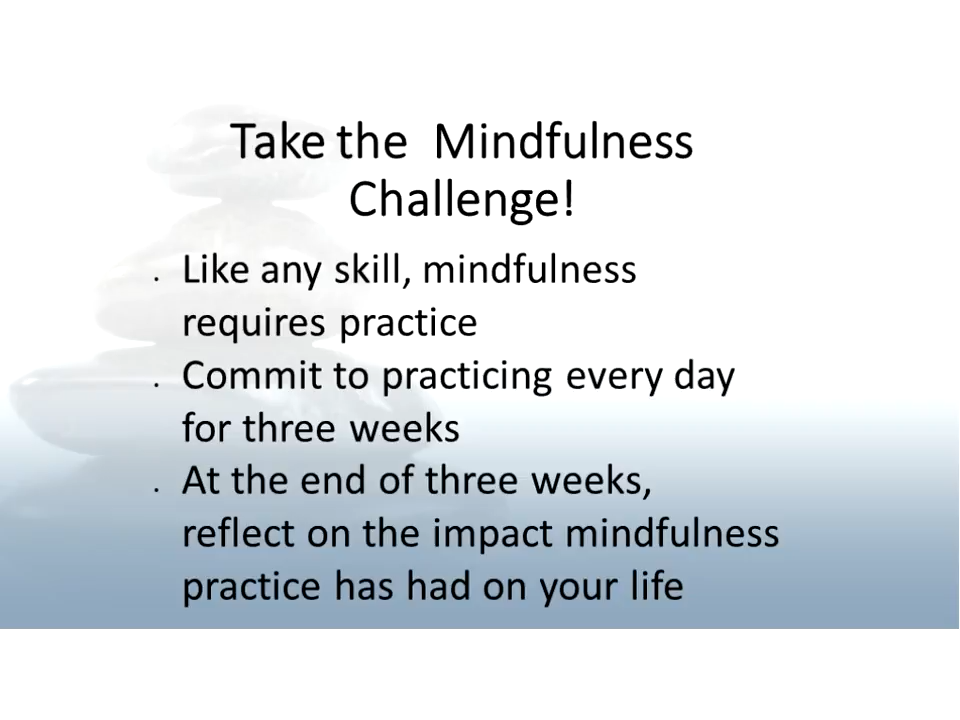 Take the  Mindfulness
Challenge!
• Like any skill, mindfulness
requires practice
• Commit to practicing every day
for three weeks
• At the end of three weeks,
reflect on the impact mindfulness
practice has had on your life